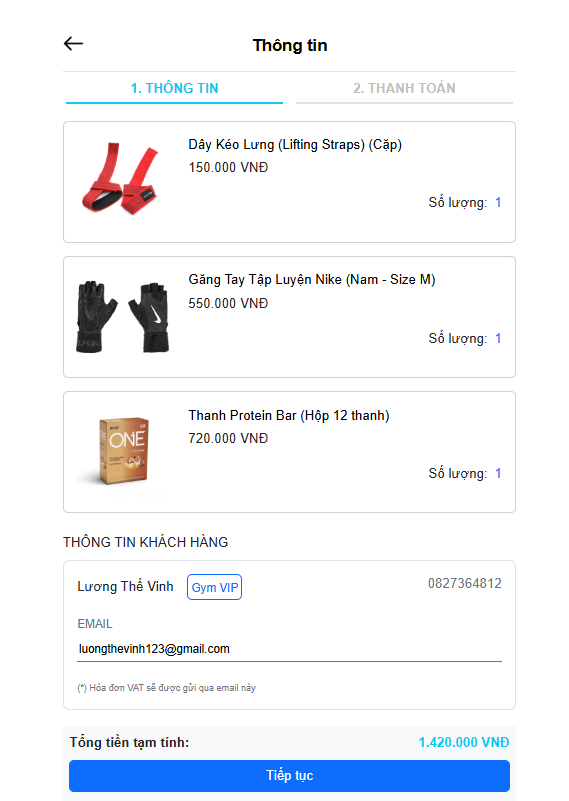 Thông tin
1. THÔNG TIN
2. THANH TOÁN
Dây Kéo Lưng (Lifting Straps) (Cặp)
150.000 VNĐ
Số lượng: 1
Găng Tay Tập Luyện Nike (Nam - Size M)
550.000 VNĐ
Số lượng: 1
ONE
Thanh Protein Bar (Hộp 12 thanh)
720.000 VNĐ
Số lượng: 1
THÔNG TIN KHÁCH HÀNG
Lương Thế Vinh Gym VIP 0827364812
EMAIL
luongthevinh123@gmail.com
(*) Hóa đơn VAT sẽ được gửi qua email này
Tổng tiền tạm tính: 1.420.000 VNĐ
Tiếp tục